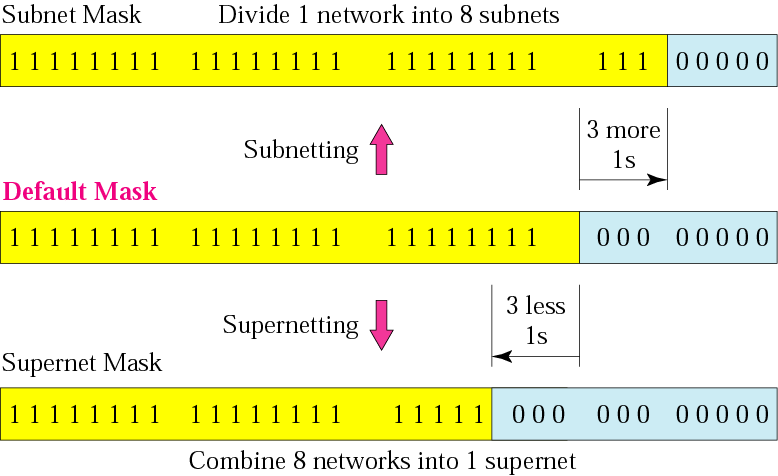 Subnet Mask Divide 1 network into 8 subnets
1 1 1 1 1 1 1 1 1 1 1 1 1 1 1 1 1 1 1 1 1 1 1 1 1 1 1 0 0 0 0 0
Subnetting
3 more
1s
Default Mask
1 1 1 1 1 1 1 1 1 1 1 1 1 1 1 1 1 1 1 1 1 1 1 1 0 0 0 0 0 0 0 0
Supernetting
3 less
1s
Supernet Mask
1 1 1 1 1 1 1 1 1 1 1 1 1 1 1 1 1 1 1 1 1 0 0 0 0 0 0 0 0 0 0 0
Combine 8 networks into 1 supernet